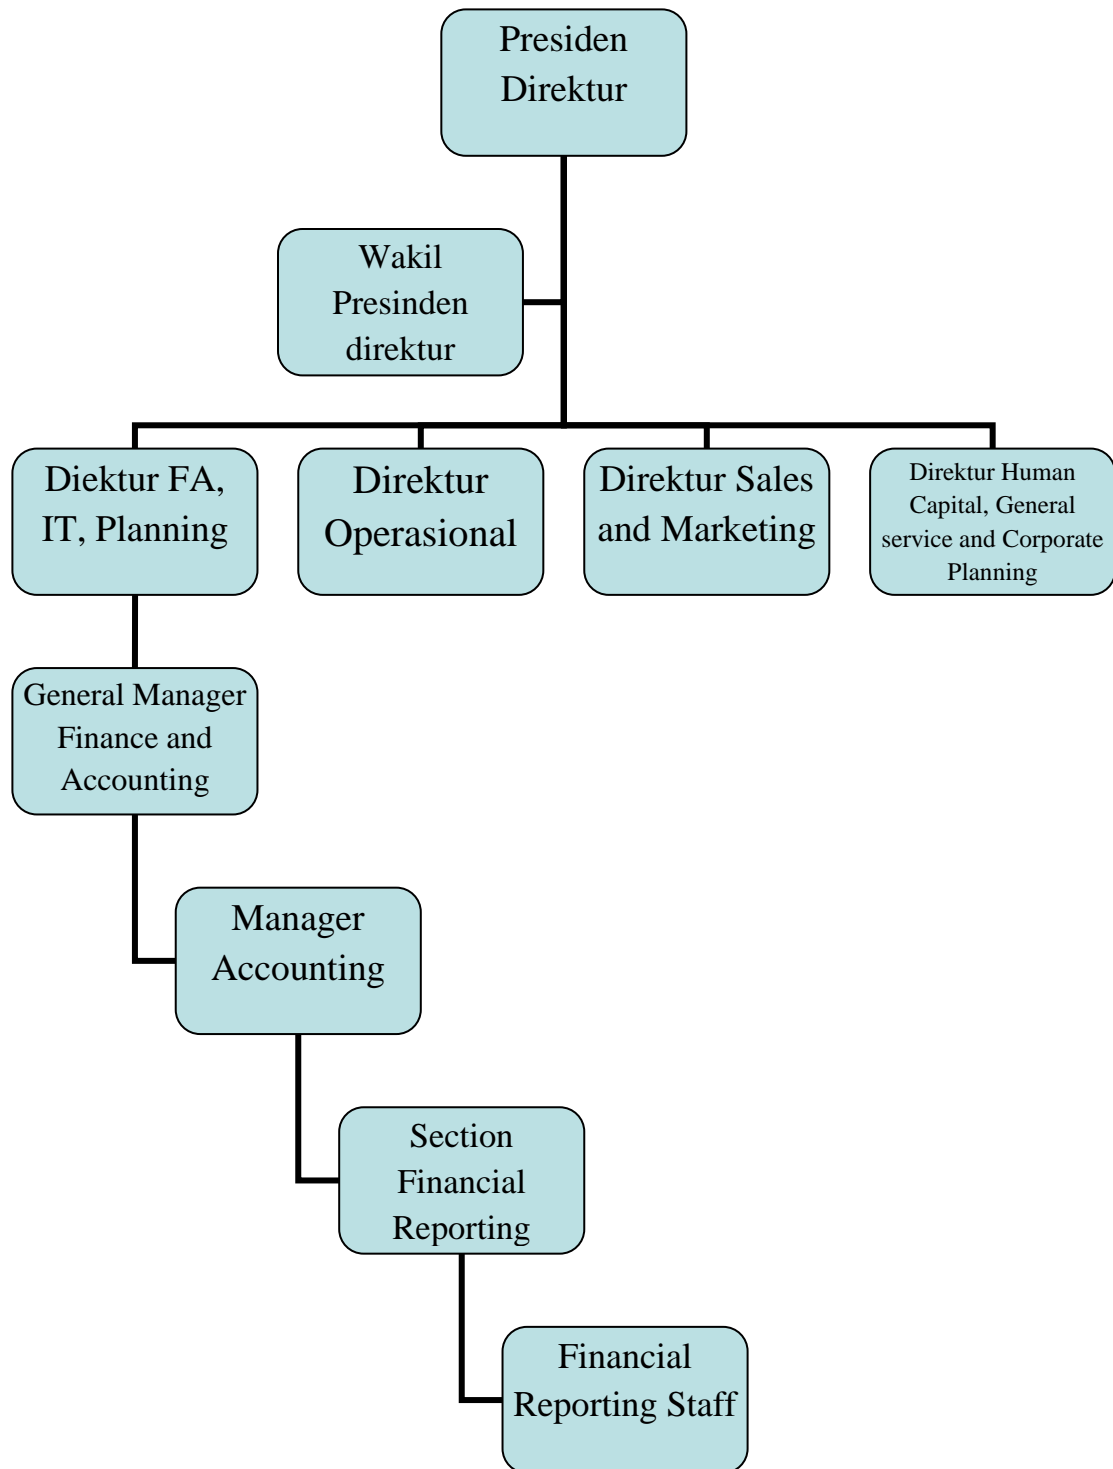 Presiden
Direktur
Wakil
Presinden
direktur
Diektur FA,
IT, Planning
Direktur
Operasional
Direktur Sales
and Marketing
Direktur Human
Capital, General
service and Corporate
Planning
General Manager
Finance and
Accounting
Manager
Accounting
Section
Financial
Reporting
Financial
Reporting Staff